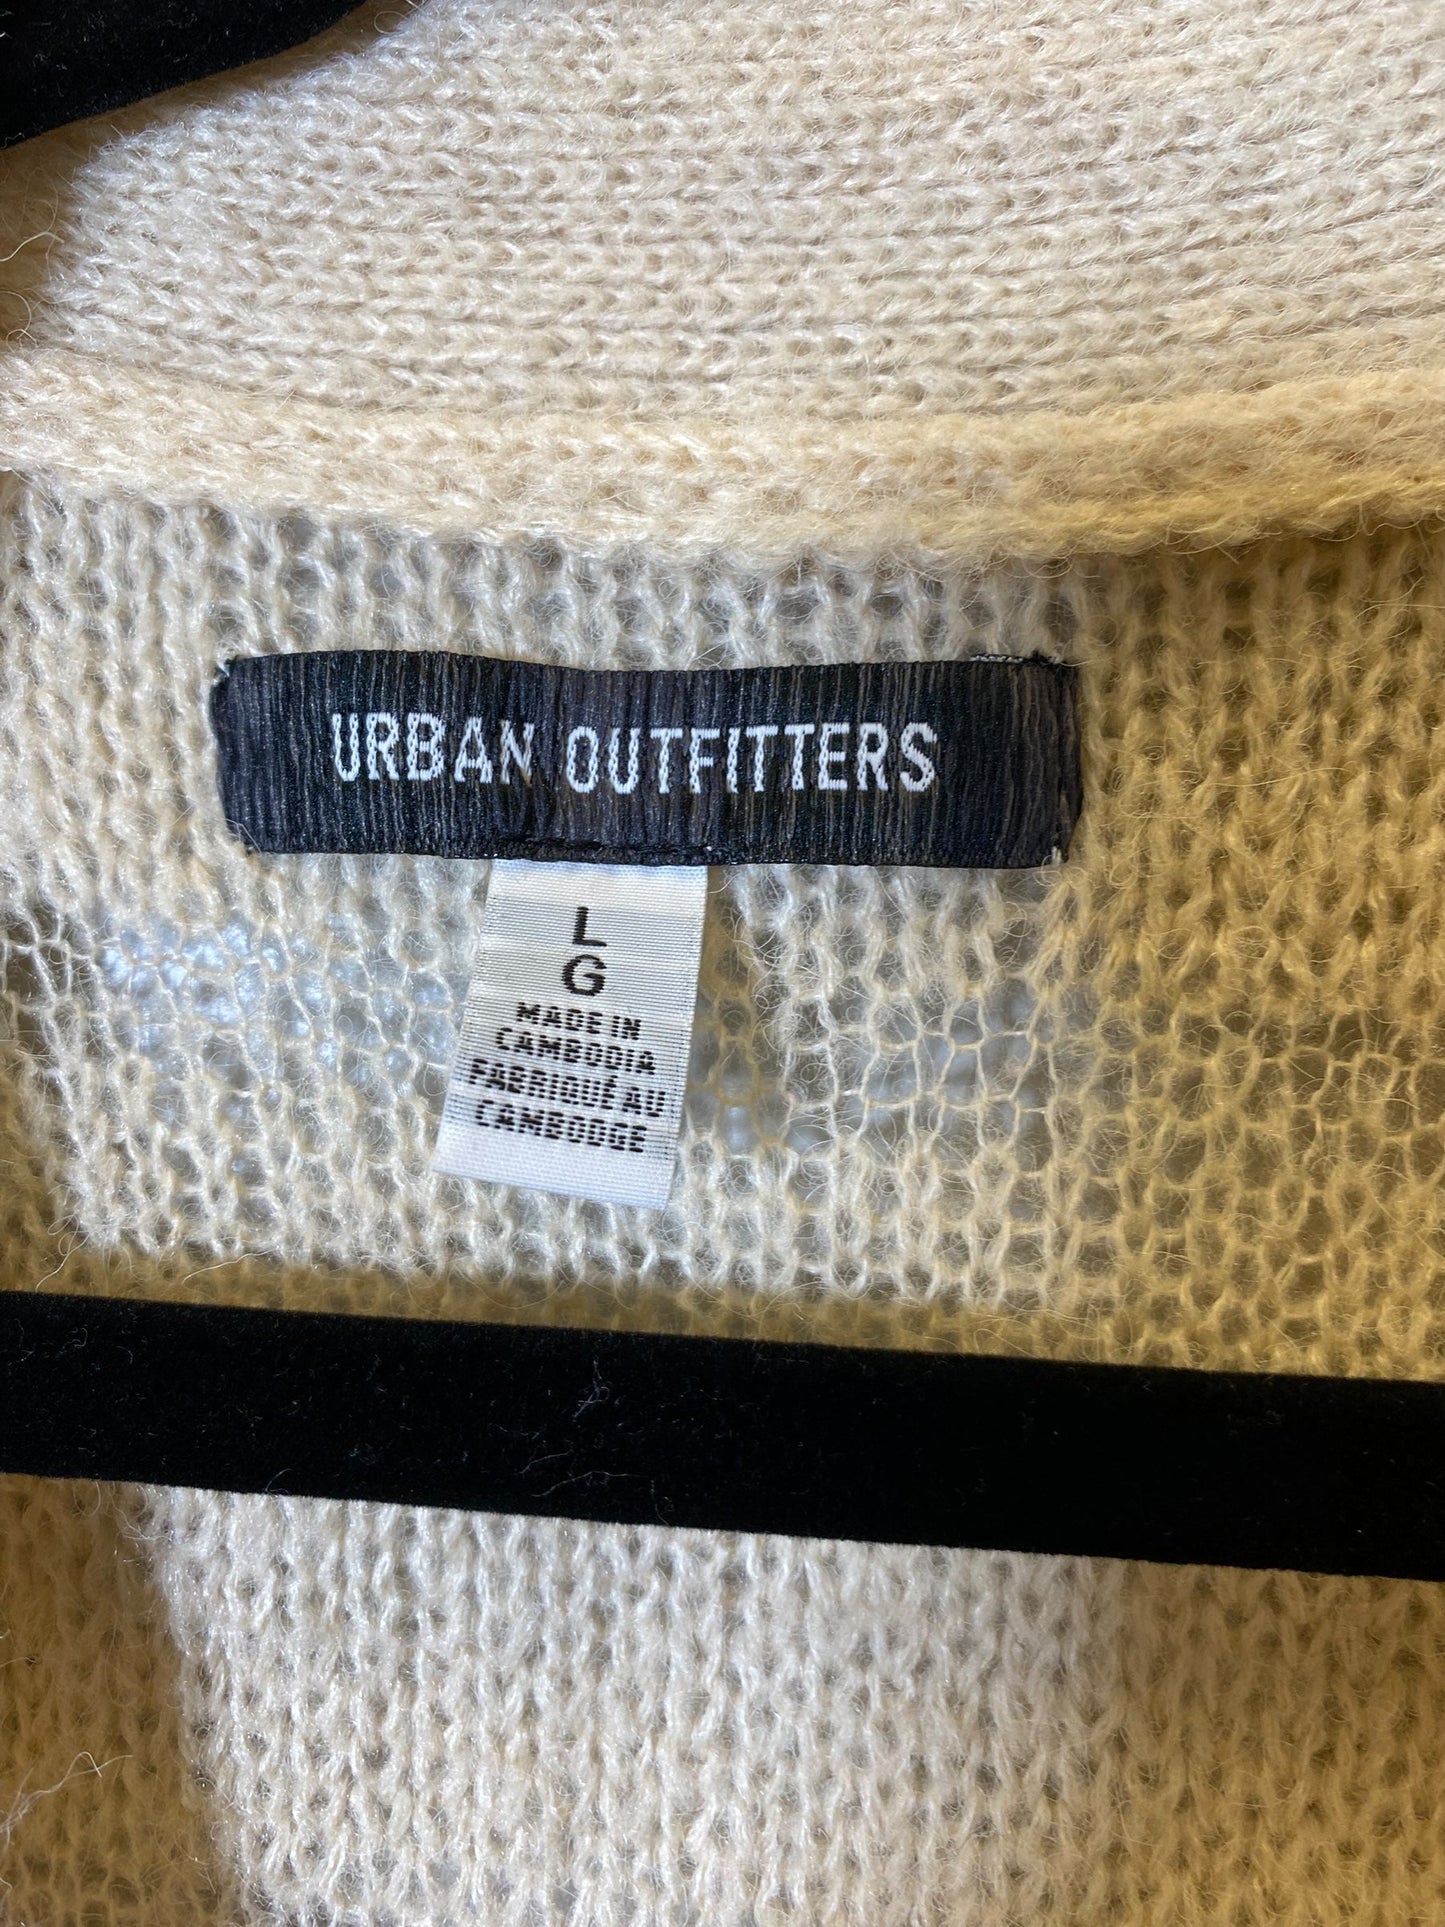 URBAN OUTFITTERS
L
G
MADE IN
CAMBODIA
FABRIQUÉ AU
CAMBODGE